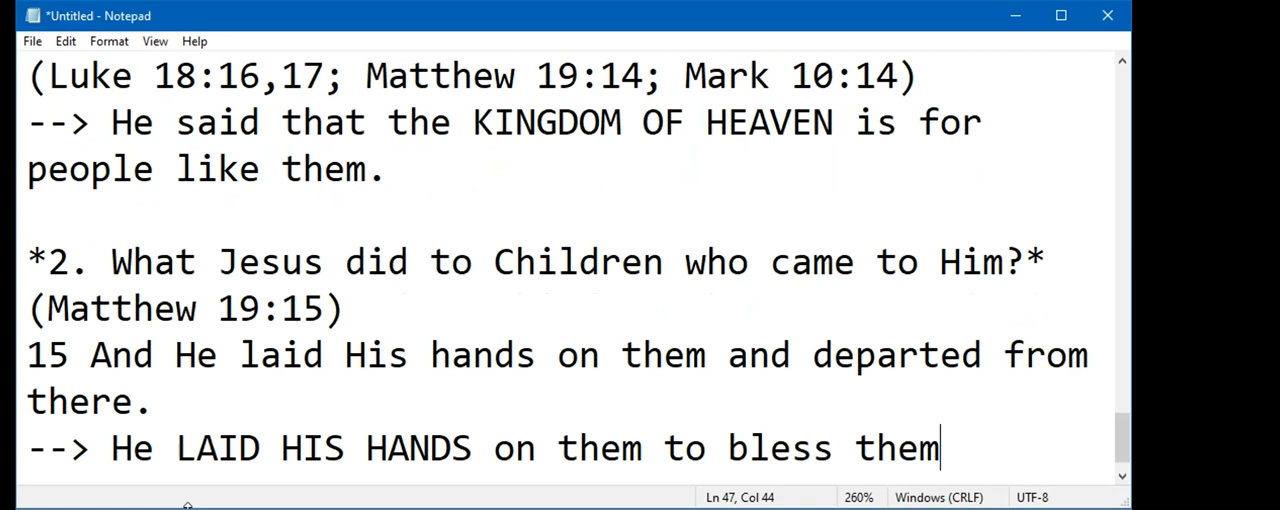 *Untitled - Notepad
File Edit Format View Help
(Luke 18:16,17; Matthew 19:14; Mark 10:14)
--> He said that the KINGDOM OF HEAVEN is for
people like them.
*2. What Jesus did to Children who came to Him?*
(Matthew 19:15)
15 And He laid His hands on them and departed from
there.
--> He LAID HIS HANDS on them to bless them
Ln 47, Col 44 260% Windows (CRLF) UTF-8